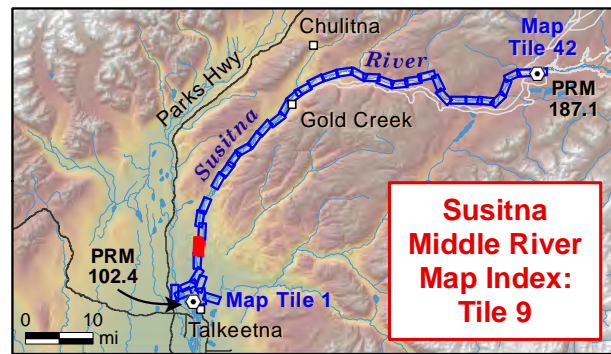 Chulitna
Map
Tile 42
River
Parks Hwy
PRM
187.1
Gold Creek
Susitna
Susitna
Middle River
Map Index:
Tile 9
PRM
102.4
Map Tile 1
0 10
mi
Talkeetna